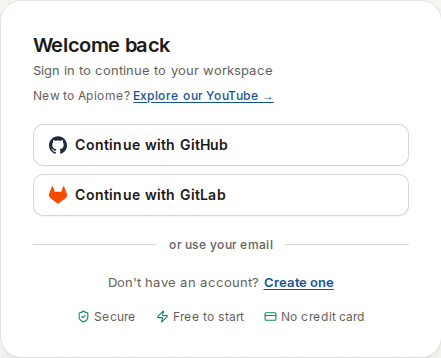 Welcome back
Sign in to continue to your workspace
New to Apiome? Explore our YouTube →
Continue with GitHub
Continue with GitLab
or use your email
Don't have an account? Create one
Secure Free to start No credit card